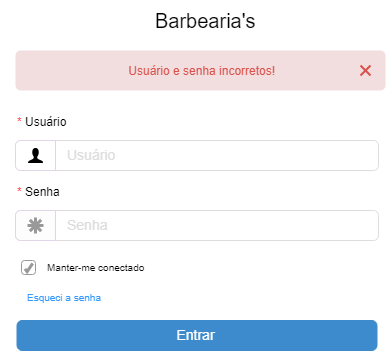 Barbearia's
Usuário e senha incorretos!
* Usuário
Usuário
* Senha
Senha
Manter-me conectado
Esqueci a senha
Entrar